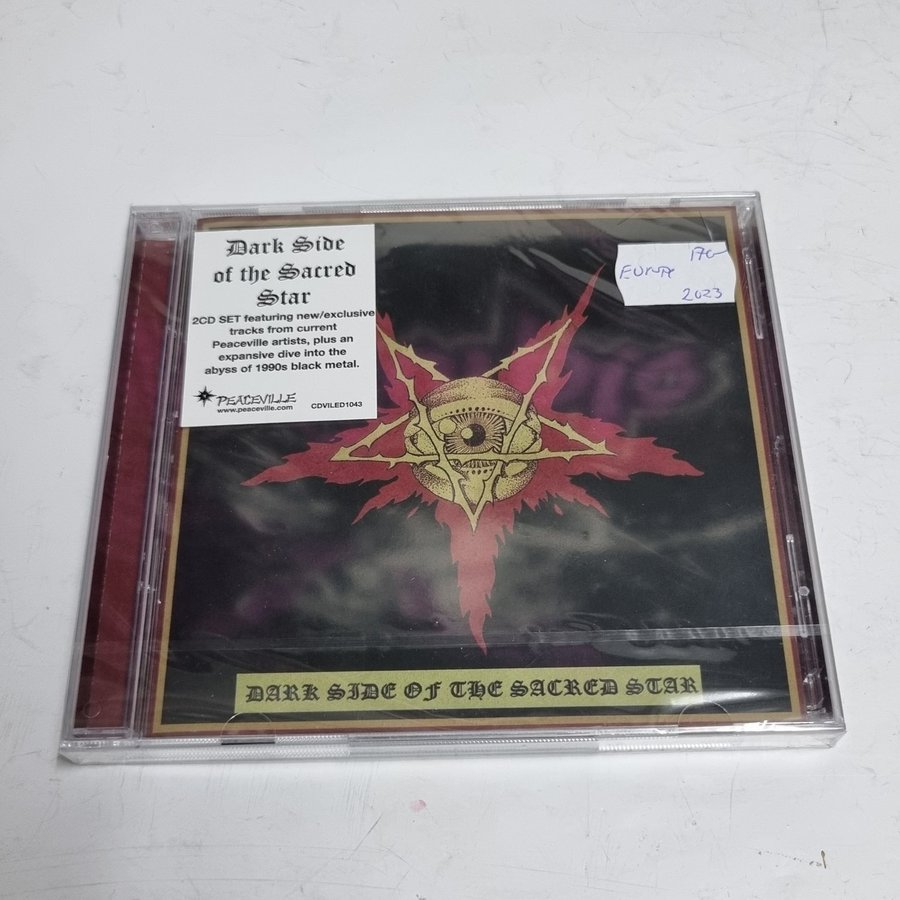 Dark Side
of the Sacred
Star
2CD SET featuring new/exclusive
tracks from current
Peaceville artists, plus an
expansive dive into the
abyss of 1990s black metal.
PEACEVILLE
www.peaceville.com CDVILED1043
2023
DARK SIDE OF THE SACRED STAR